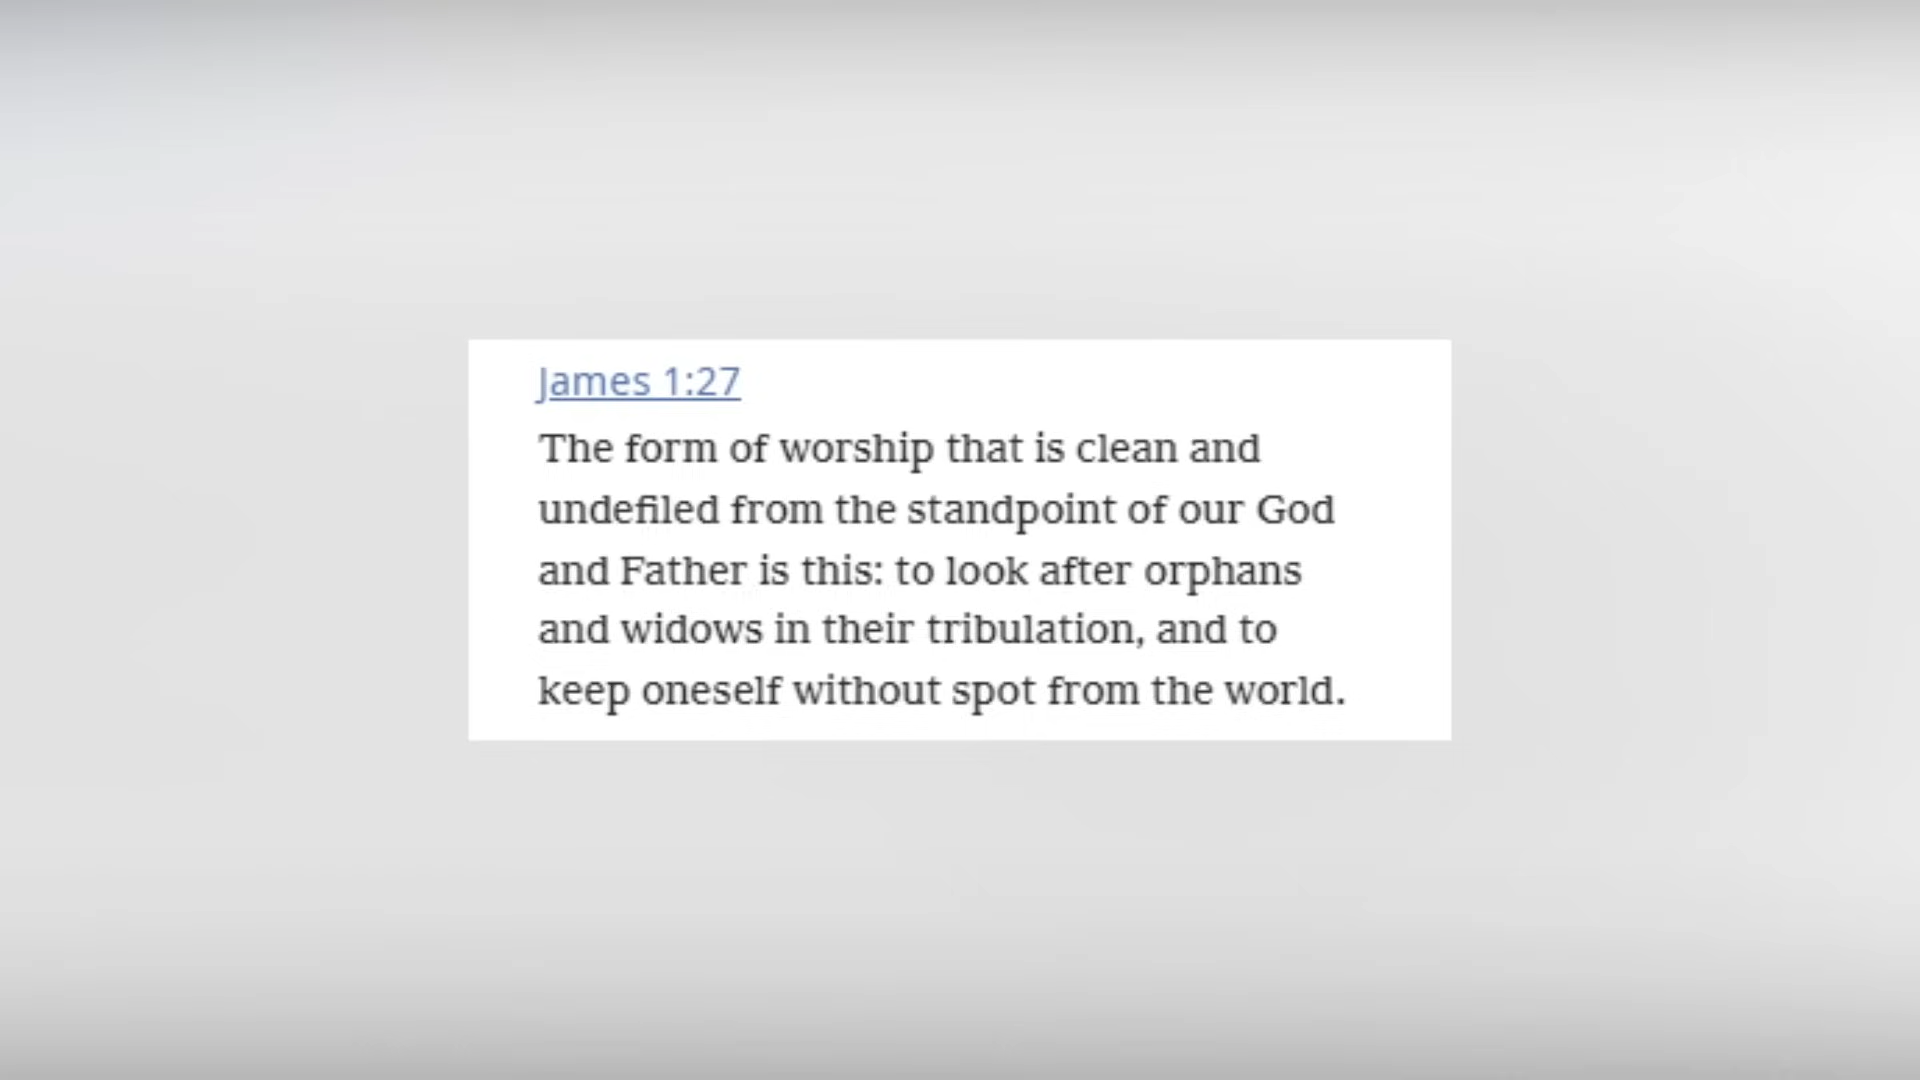 James 1:27
The form of worship that is clean and
undefiled from the standpoint of our God
and Father is this: to look after orphans
and widows in their tribulation, and to
keep oneself without spot from the world.